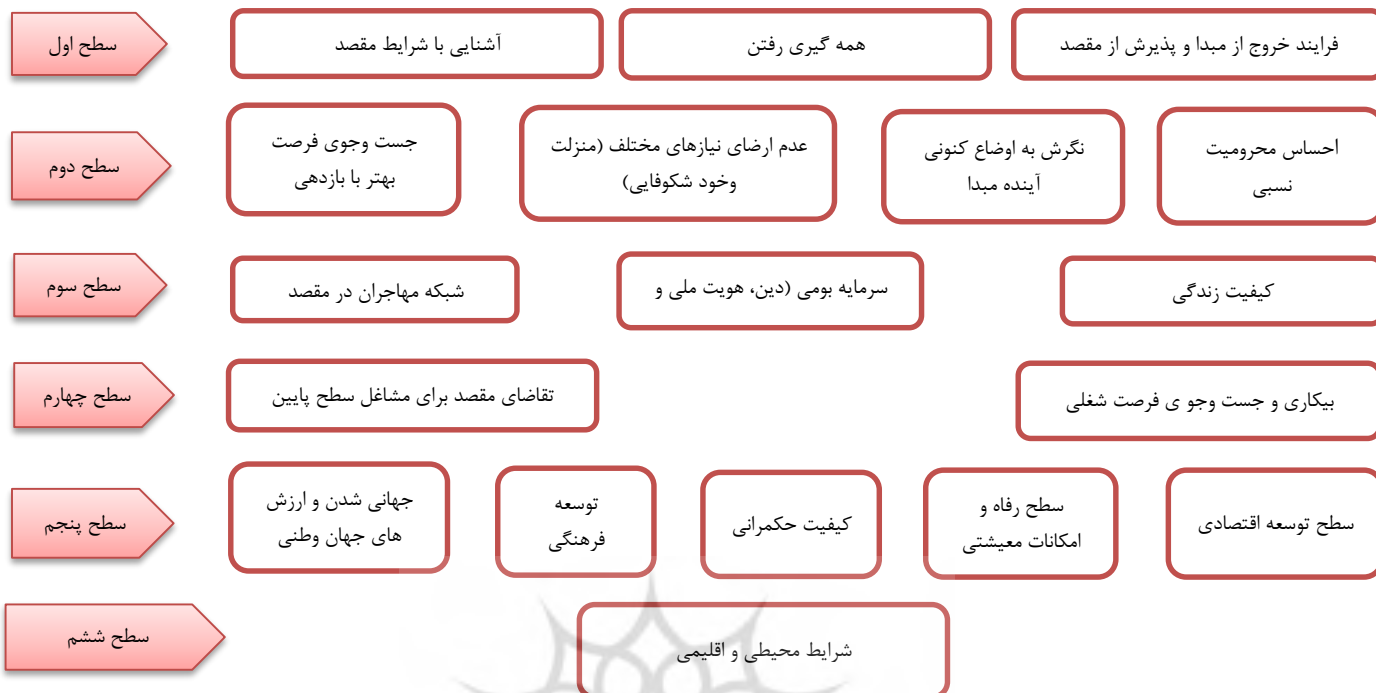 فرایند خروج از مبدا و پذیرش از مقصد
همه گیری رفتن
آشنایی با شرایط مقصد
سطح اول
احساس محرومیت
نسبی
نگرش به اوضاع کنونی
آینده مبدا
عدم ارضای نیازهای مختلف (منزلت
وخود شکوفایی)
جست وجوی فرصت
بهتر با بازدهی
سطح دوم
کیفیت زندگی
سرمایه بومی (دین، هویت ملی و
شبکه مهاجران در مقصد
سطح سوم
بیکاری و جست وجو ی فرصت شغلی
تقاضای مقصد برای مشاغل سطح پایین
سطح چهارم
سطح توسعه اقتصادی
سطح رفاه و
امکانات معیشتی
کیفیت حکمرانی
توسعه
فرهنگی
جهانی شدن و ارزش
های جهان وطنی
سطح پنجم
شرایط محیطی و اقلیمی
سطح ششم